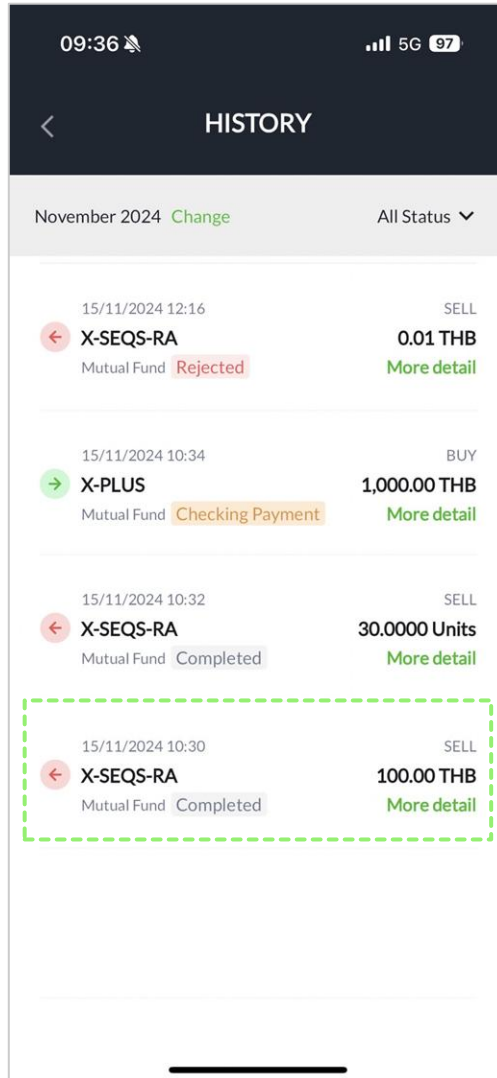 09:36 5G 97
HISTORY
November 2024 Change All Status
15/11/2024 12:16 SELL
X-SEQS-RA 0.01 THB
Mutual Fund Rejected More detail
15/11/2024 10:34 BUY
X-PLUS 1,000.00 THB
Mutual Fund Checking Payment More detail
15/11/2024 10:32 SELL
X-SEQS-RA 30.0000 Units
Mutual Fund Completed More detail
15/11/2024 10:30 SELL
X-SEQS-RA 100.00 THB
Mutual Fund Completed More detail